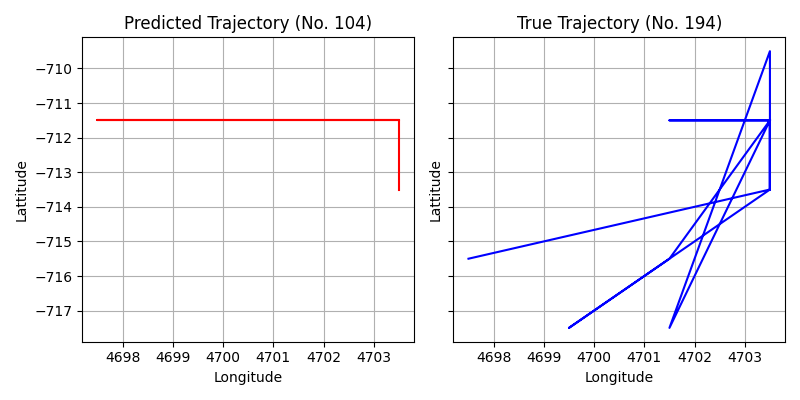 Predicted Trajectory (No. 104)
True Trajectory (No. 194)
Lattitude
−710
−711
−712
−713
−714
−715
−716
−717
4698 4699 4700 4701 4702 4703
Longitude
Lattitude
4698 4699 4700 4701 4702 4703
Longitude